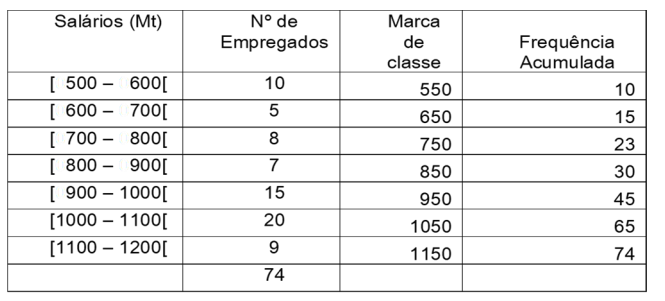 Salários (Mt) Nº de Empregados Marca de classe Frequência Acumulada
[ 500 – 600[ 10 550 10
[ 600 – 700[ 5 650 15
[ 700 – 800[ 8 750 23
[ 800 – 900[ 7 850 30
[ 900 – 1000[ 15 950 45
[1000 – 1100[ 20 1050 65
[1100 – 1200[ 9 1150 74
74